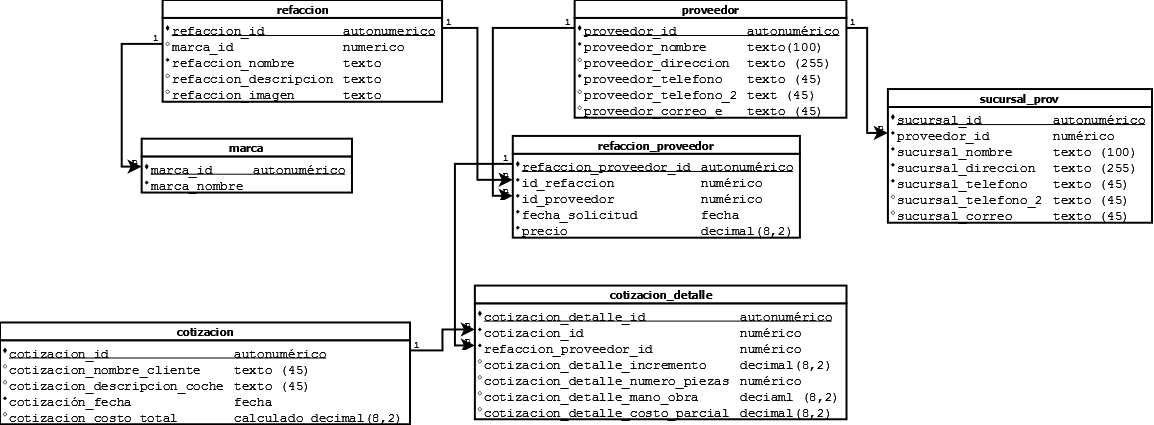 refaccion
refaccion_id autonumerico
marca_id numerico
refaccion_nombre texto
refaccion_descripcion texto
refaccion_imagen texto
proveedor
proveedor_id autonumérico
proveedor_nombre texto(100)
proveedor_direccion texto (255)
proveedor_telefono texto (45)
proveedor_telefono_2 text (45)
proveedor_correo_e texto (45)
sucursal_prov
sucursal_id autonumérico
proveedor_id numérico
sucursal_nombre texto (100)
sucursal_direccion texto (255)
sucursal_telefono texto (45)
sucursal_telefono_2 texto (45)
sucursal_correo texto (45)
marca
marca_id autonumérico
marca_nombre
refaccion_proveedor
refaccion_proveedor_id autonumérico
id_refaccion numérico
id_proveedor numérico
fecha_solicitud fecha
precio decimal(8,2)
cotizacion_detalle
cotizacion_detalle_id autonumérico
cotizacion_id numérico
refaccion_proveedor_id numérico
cotizacion_detalle_incremento decimal(8,2)
cotizacion_detalle_numero_piezas numérico
cotizacion_detalle_mano_obra deciaml (8,2)
cotizacion_detalle_costo_parcial decimal(8,2)
cotizacion
cotizacion_id autonumérico
cotizacion_nombre_cliente texto (45)
cotizacion_descripcion_coche texto (45)
cotización_fecha fecha
cotizacion_costo_total calculado decimal(8,2)
1
1
1
1
1
1